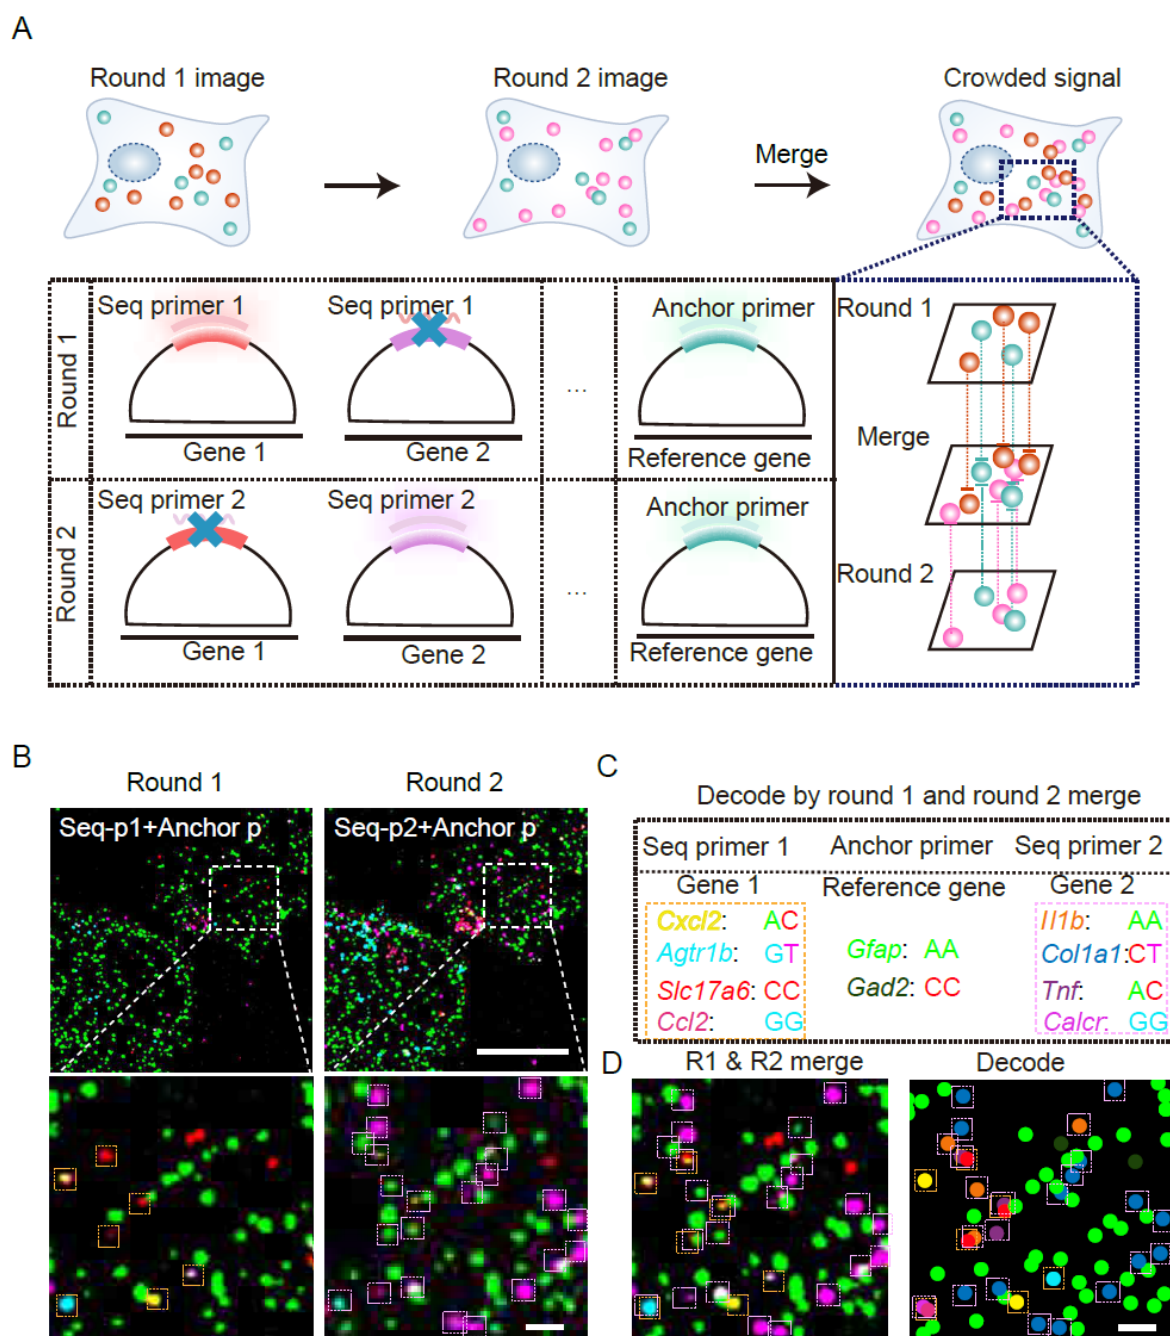 A
Round 1 image
Round 2 image
Crowded signal
Merge
Round 1
Seq primer 1
Gene 1
Seq primer 1
Gene 2
...
Anchor primer
Reference gene
Round 2
Seq primer 2
Gene 1
Seq primer 2
Gene 2
...
Anchor primer
Reference gene
Round 1
Merge
Round 2
B
Round 1
Round 2
Seq-p1+Anchor p
Seq-p2+Anchor p
C
Decode by round 1 and round 2 merge
Seq primer 1
Anchor primer
Seq primer 2
Gene 1
Reference gene
Gene 2
Cxcl2: AC
Agtr1b: GT
Slc17a6: CC
Ccl2: GG
Gfap: AA
Gad2: CC
Il1b: AA
Col1a1: CT
Tnf: AC
Calcr: GG
D
R1 & R2 merge
Decode